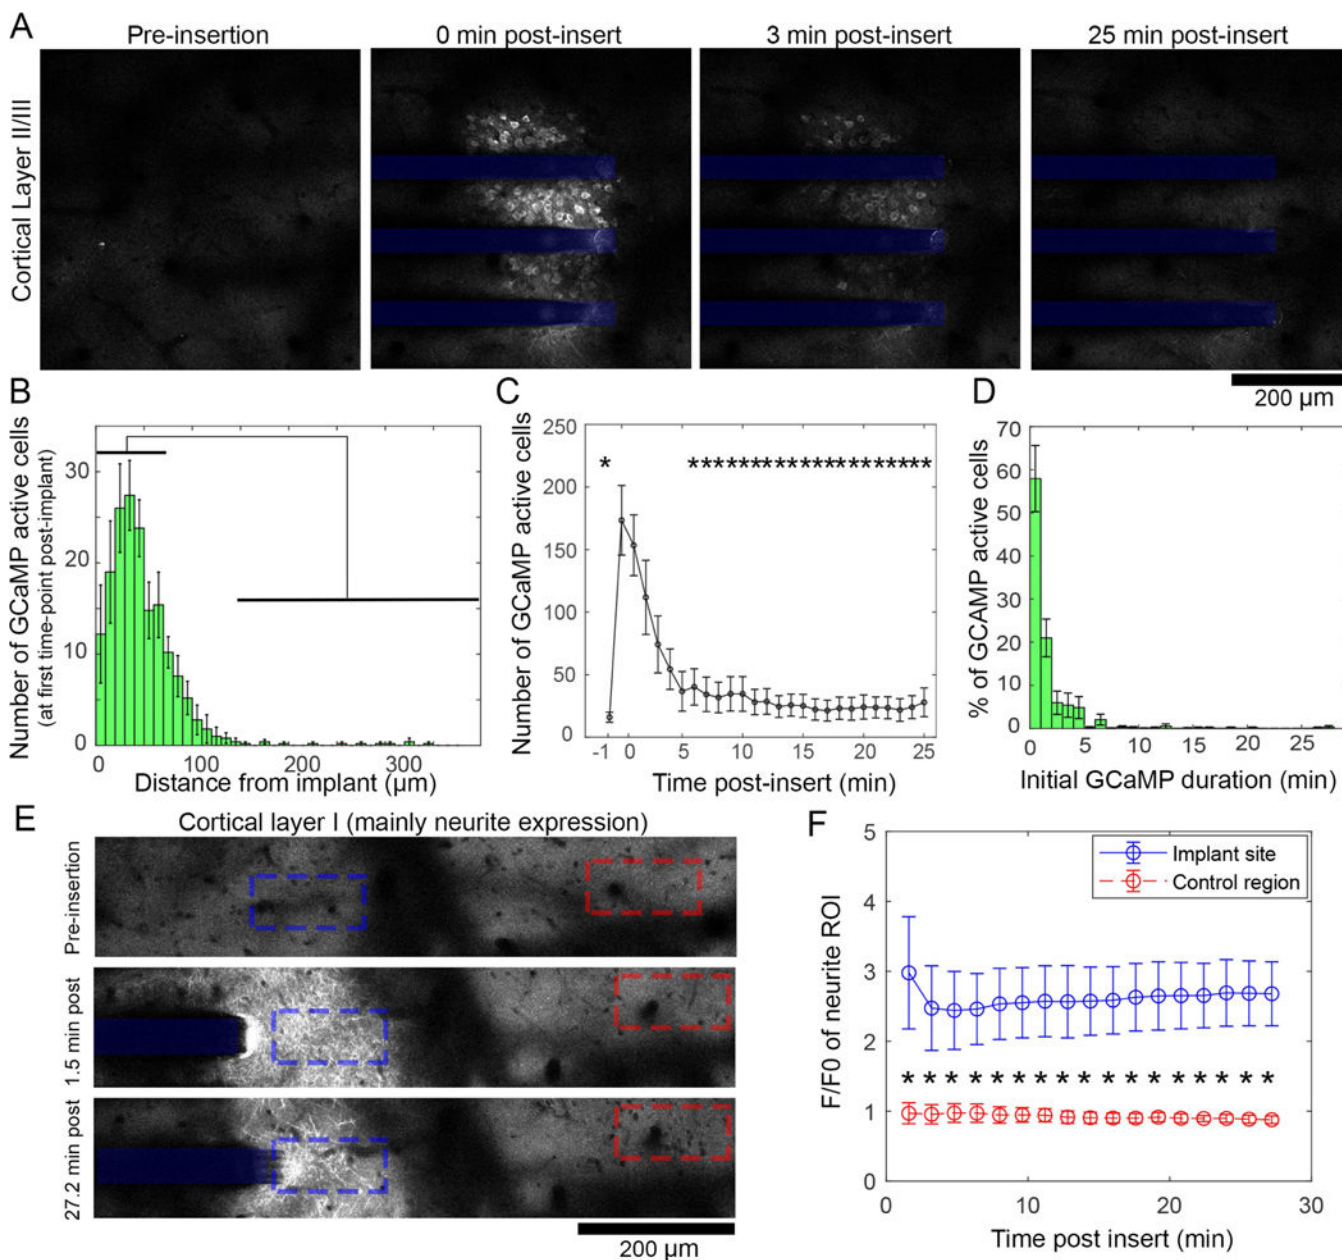 A
Pre-insertion
0 min post-insert
3 min post-insert
25 min post-insert
Cortical Layer II/III
200 µm
B
Number of GCaMP active cells
(at first time-point post-implant)
30
20
10
0
0
100
200
300
Distance from implant (µm)
C
Number of GCaMP active cells
250
200
150
100
50
0
*
********************
-1
0
5
10
15
20
25
Time post-insert (min)
D
% of GCAMP active cells
70
60
50
40
30
20
10
0
0
5
10
15
20
25
Initial GCaMP duration (min)
E
Cortical layer I (mainly neurite expression)
Pre-insertion
1.5 min post
27.2 min post
200 µm
F
F/F0 of neurite ROI
5
4
3
2
1
0
Implant site
Control region
* * * * * * * * * * * * * * * * *
0
10
20
30
Time post insert (min)